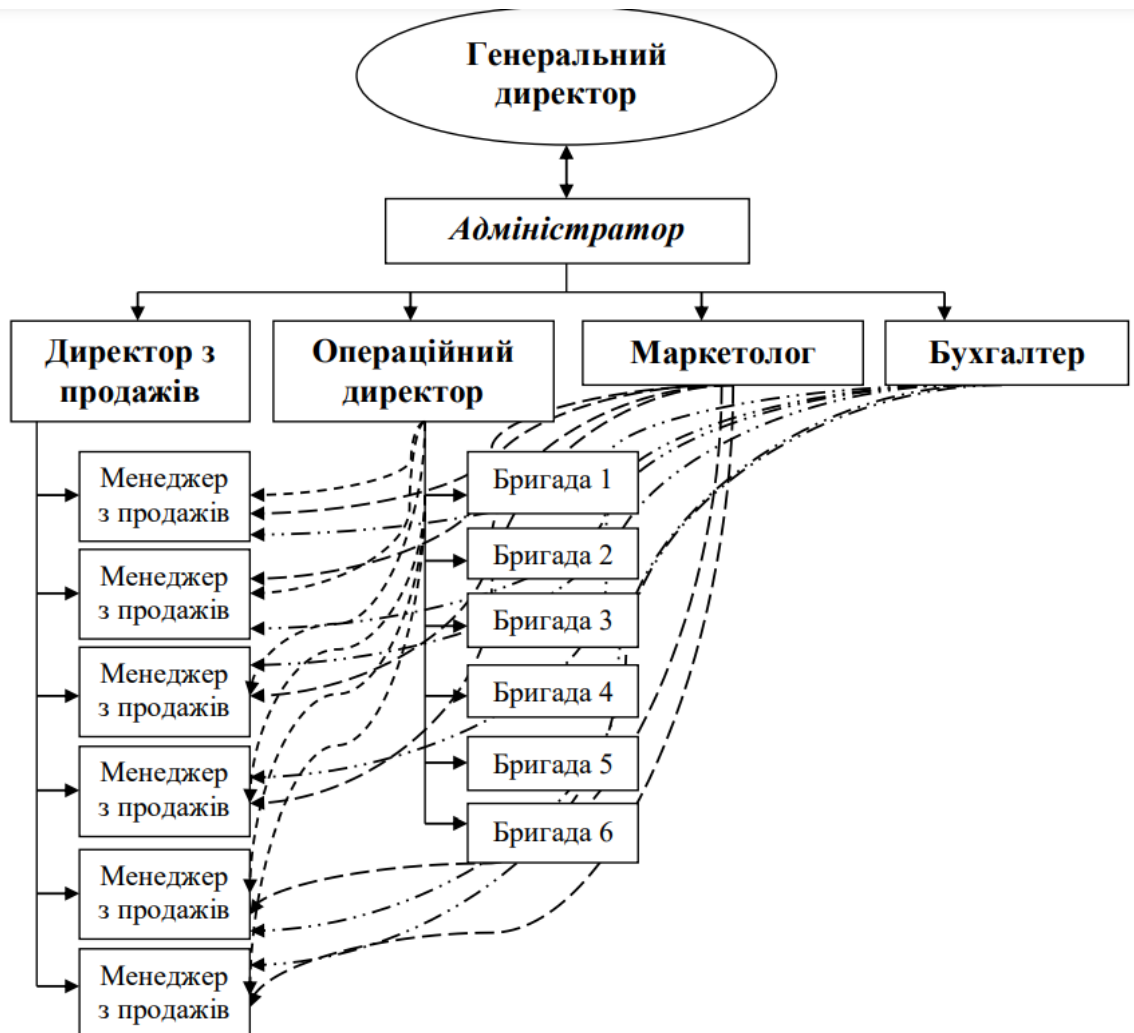 Генеральний
директор
Адміністратор
Директор з
продажів
Операційний
директор
Маркетолог
Бухгалтер
Менеджер
з продажів
Менеджер
з продажів
Менеджер
з продажів
Менеджер
з продажів
Менеджер
з продажів
Менеджер
з продажів
Бригада 1
Бригада 2
Бригада 3
Бригада 4
Бригада 5
Бригада 6